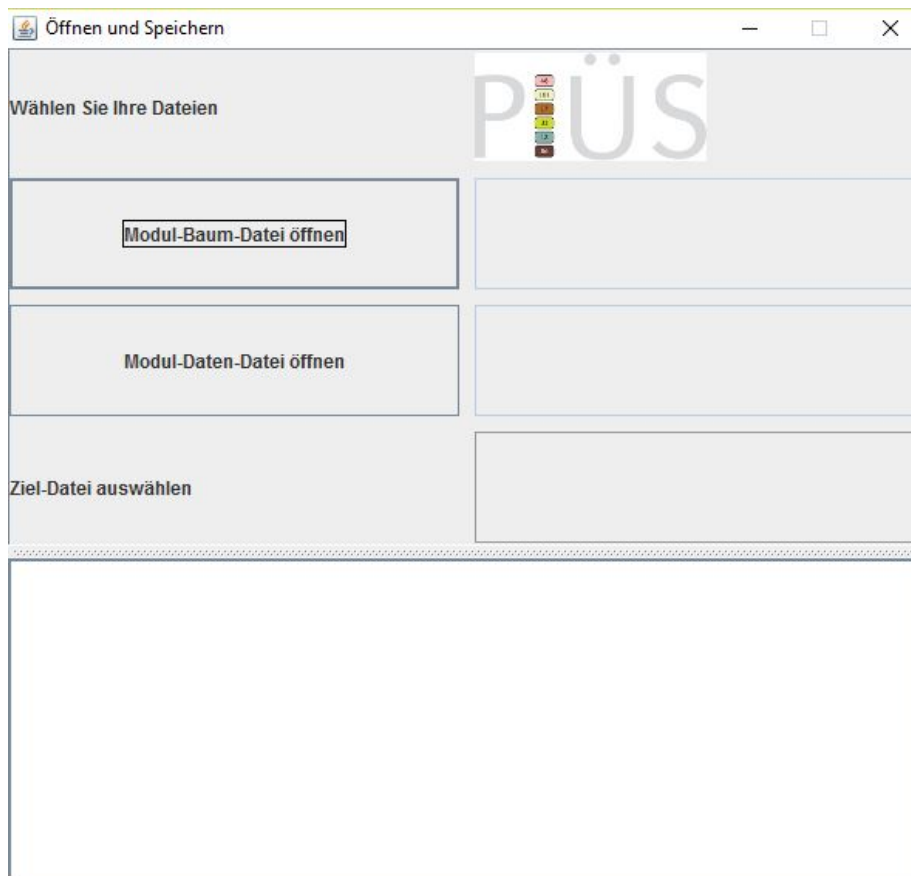 Öffnen und Speichern
Wählen Sie Ihre Dateien
PÜS
Modul-Baum-Datei öffnen
Modul-Daten-Datei öffnen
Ziel-Datei auswählen